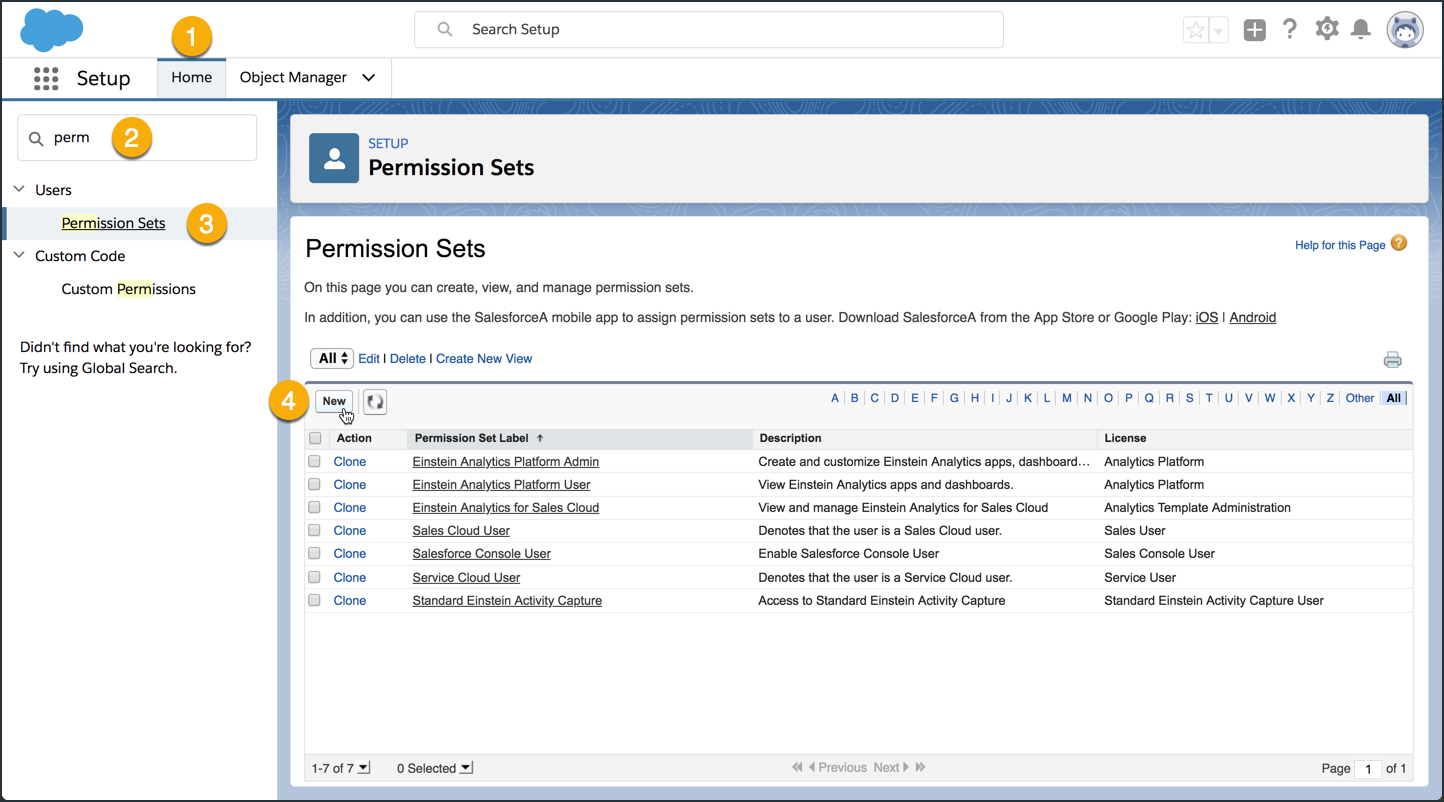 1
Search Setup
Setup
Home
Object Manager
perm
2
Users
Permission Sets
3
Custom Code
Custom Permissions
Didn't find what you're looking for?
Try using Global Search.
SETUP
Permission Sets
Permission Sets
Help for this Page ?
On this page you can create, view, and manage permission sets.
In addition, you can use the SalesforceA mobile app to assign permission sets to a user. Download SalesforceA from the App Store or Google Play: iOS | Android
All Edit | Delete | Create New View
4
New
A | B | C | D | E | F | G | H | I | J | K | L | M | N | O | P | Q | R | S | T | U | V | W | X | Y | Z | Other | All
Action Permission Set Label ↑ Description License
Clone Einstein Analytics Platform Admin Create and customize Einstein Analytics apps, dashboard… Analytics Platform
Clone Einstein Analytics Platform User View Einstein Analytics apps and dashboards. Analytics Platform
Clone Einstein Analytics for Sales Cloud View and manage Einstein Analytics for Sales Cloud Analytics Template Administration
Clone Sales Cloud User Denotes that the user is a Sales Cloud user. Sales User
Clone Salesforce Console User Enable Salesforce Console User Sales Console User
Clone Service Cloud User Denotes that the user is a Service Cloud user. Service User
Clone Standard Einstein Activity Capture Access to Standard Einstein Activity Capture Standard Einstein Activity Capture User
1-7 of 7 0 Selected Previous Next Page 1 of 1